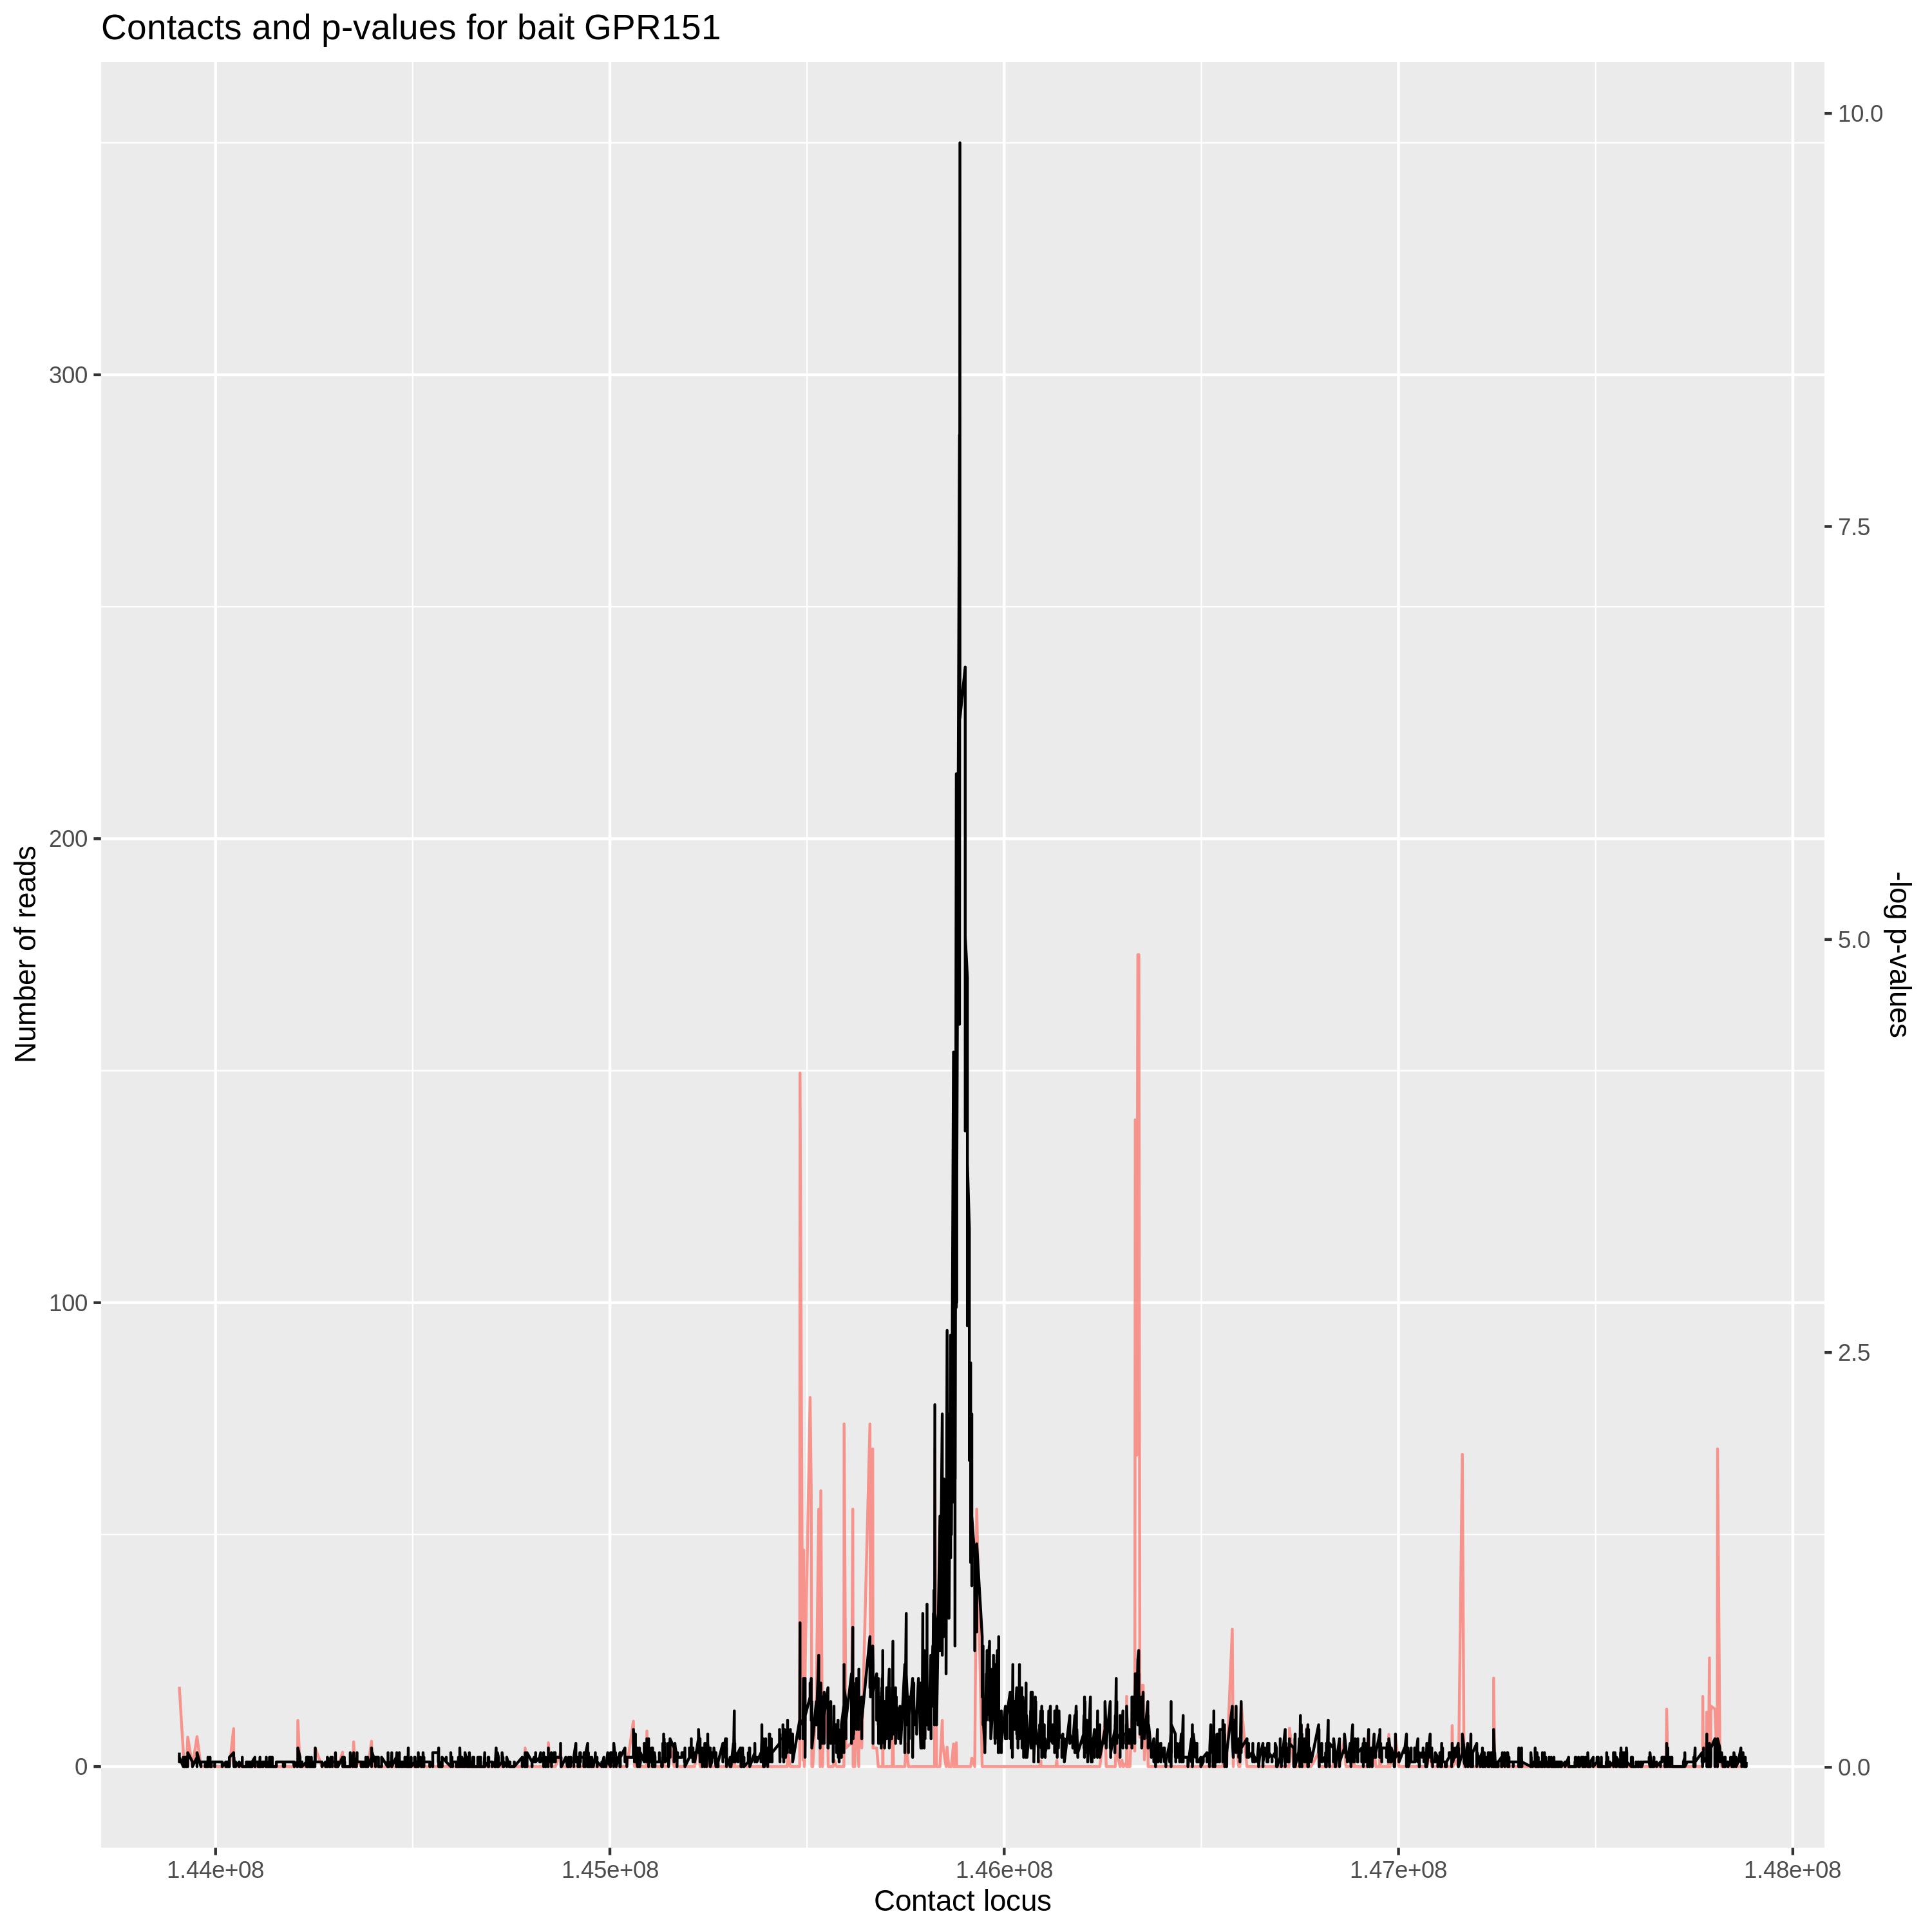 Contacts and p-values for bait GPR151
10.0
300
7.5
200
5.0
Number of reads
-log p-values
100
2.5
0
0.0
1.44e+08
1.45e+08
1.46e+08
1.47e+08
1.48e+08
Contact locus